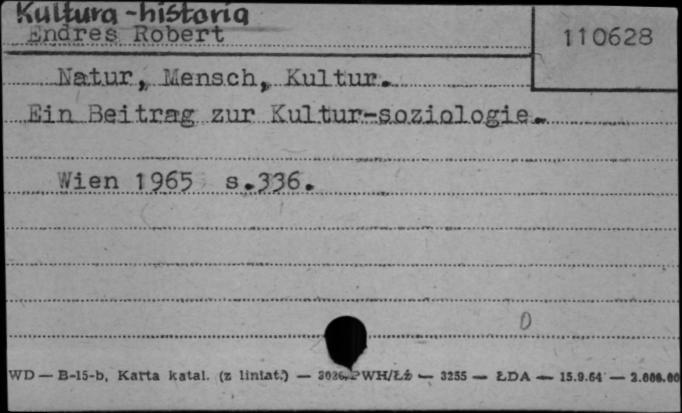 Kultura-historia
Endres Robert
110628
Natur, Mensch, Kultur.
Ein Beitrag zur Kultur-soziologie.
Wien 1965 s.336.
0
WD — B-15-b, Karta katal. (z liniat.) — PWH/Łż — 3255 — ŁDA — 15.9.64 — 2.000.00